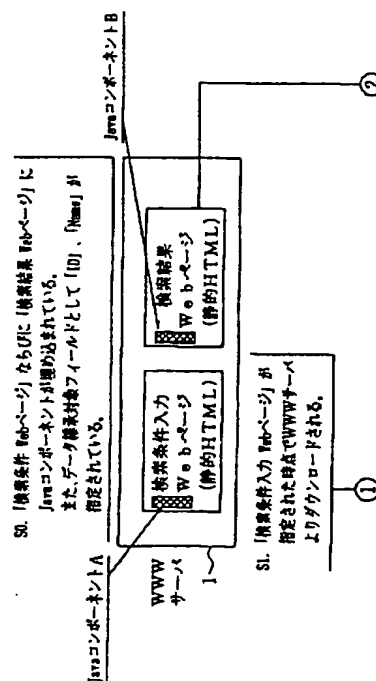 S0. 「検索条件 Webページ」ならびに「検索結果 Webページ」に
Javaコンポーネントが埋め込まれている。
また、データ継承対象フィールドとして「ID」、「Name」が
指定されている。
JavaコンポーネントA
JavaコンポーネントB
WWW
サーバ
1
検索条件入力
Webページ
(静的HTML)
検索結果
Webページ
(静的HTML)
S1. 「検索条件入力 Webページ」が
指定された時点でWWWサーバ
よりダウンロードされる。
①
②